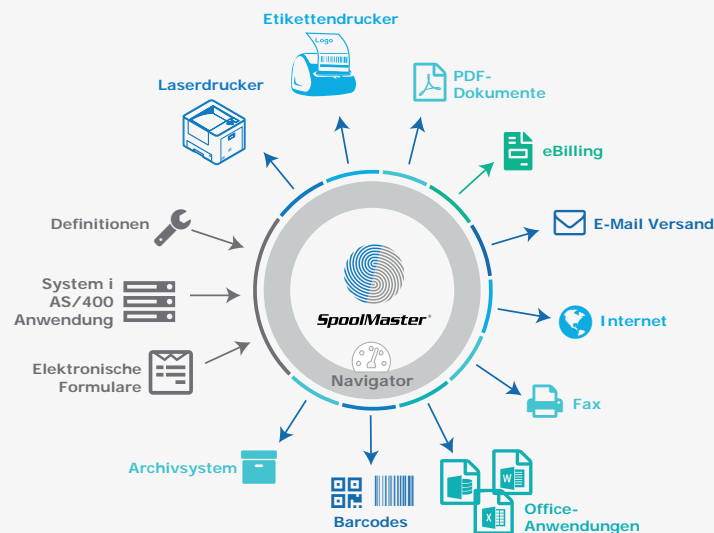 Etikettendrucker
Logo
PDF-
Dokumente
Laserdrucker
eBilling
Definitionen
E-Mail Versand
System i
AS/400
Anwendung
SpoolMaster®
Internet
Elektronische
Formulare
Navigator
Fax
Archivsystem
W
X
Barcodes
Office-
Anwendungen